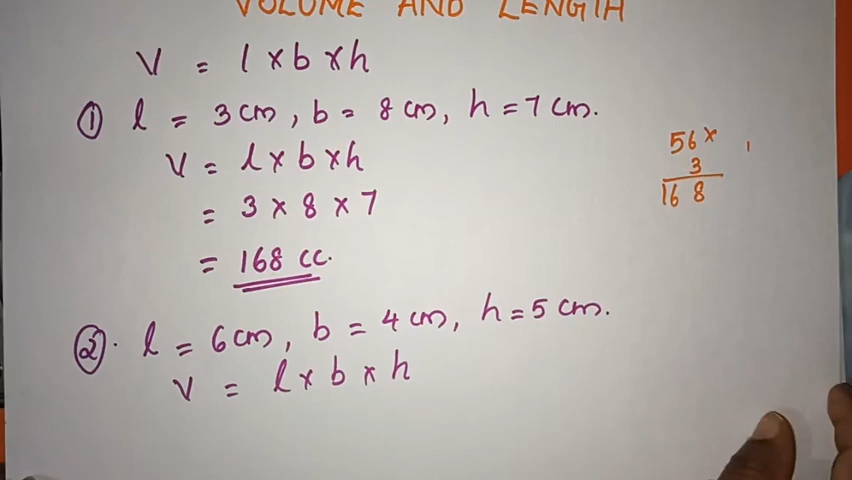 VOLUME AND LENGTH
V = l × b × h
① l = 3 cm, b = 8 cm, h = 7 cm.
V = l × b × h
= 3 × 8 × 7
= 168 cc.
56 ×
3
168
②. l = 6 cm, b = 4 cm, h = 5 cm.
V = l × b × h